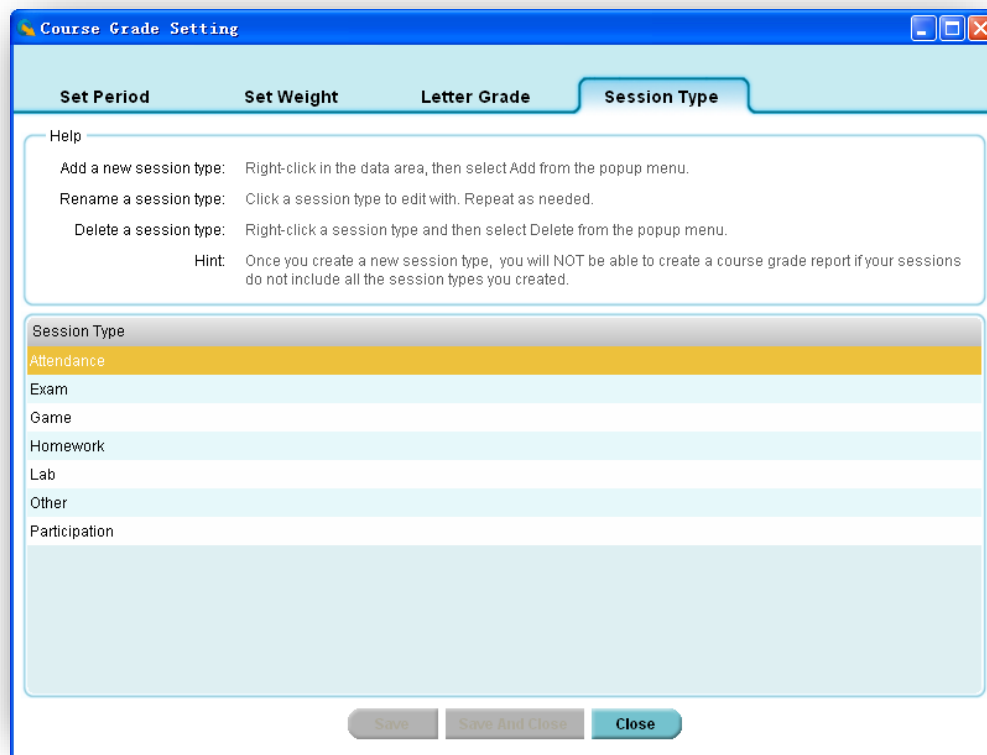 Course Grade Setting
Set Period Set Weight Letter Grade Session Type
Help
Add a new session type: Right-click in the data area, then select Add from the popup menu.
Rename a session type: Click a session type to edit with. Repeat as needed.
Delete a session type: Right-click a session type and then select Delete from the popup menu.
Hint: Once you create a new session type, you will NOT be able to create a course grade report if your sessions
do not include all the session types you created.
Session Type
Attendance
Exam
Game
Homework
Lab
Other
Participation
Save Save And Close Close